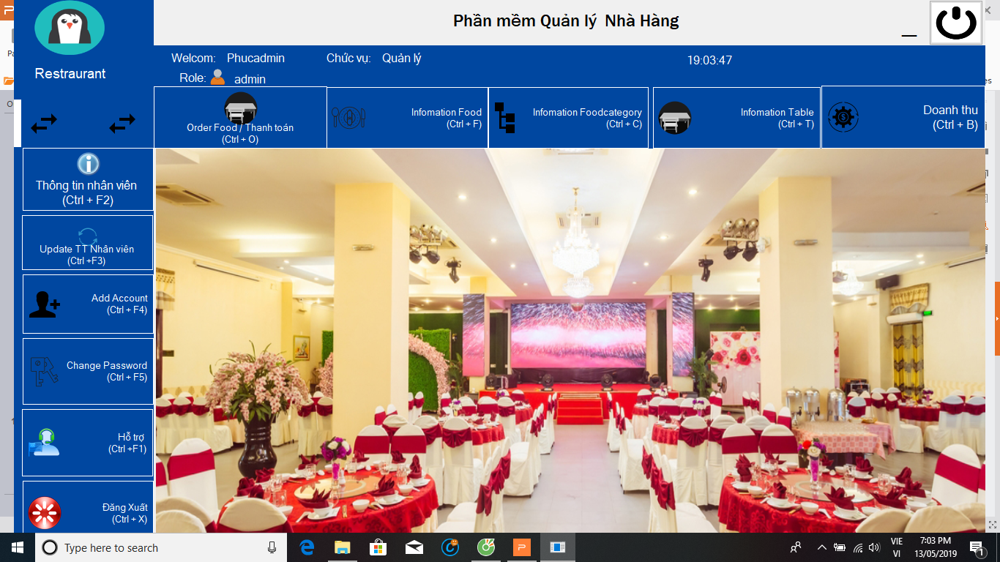 Phần mềm Quản lý Nhà Hàng
Restraurant
Welcom: Phucadmin
Chức vụ: Quản lý
19:03:47
Role: admin
Order Food / Thanh toán
(Ctrl + O)
Infomation Food
(Ctrl + F)
Infomation Foodcategory
(Ctrl + C)
Infomation Table
(Ctrl + T)
Doanh thu
(Ctrl + B)
Thông tin nhân viên
(Ctrl + F2)
Update TT Nhân viên
(Ctrl +F3)
Add Account
(Ctrl + F4)
Change Password
(Ctrl + F5)
Hỗ trợ
(Ctrl +F1)
Đăng Xuất
(Ctrl + X)
Type here to search
VIE
VI
7:03 PM
13/05/2019
1